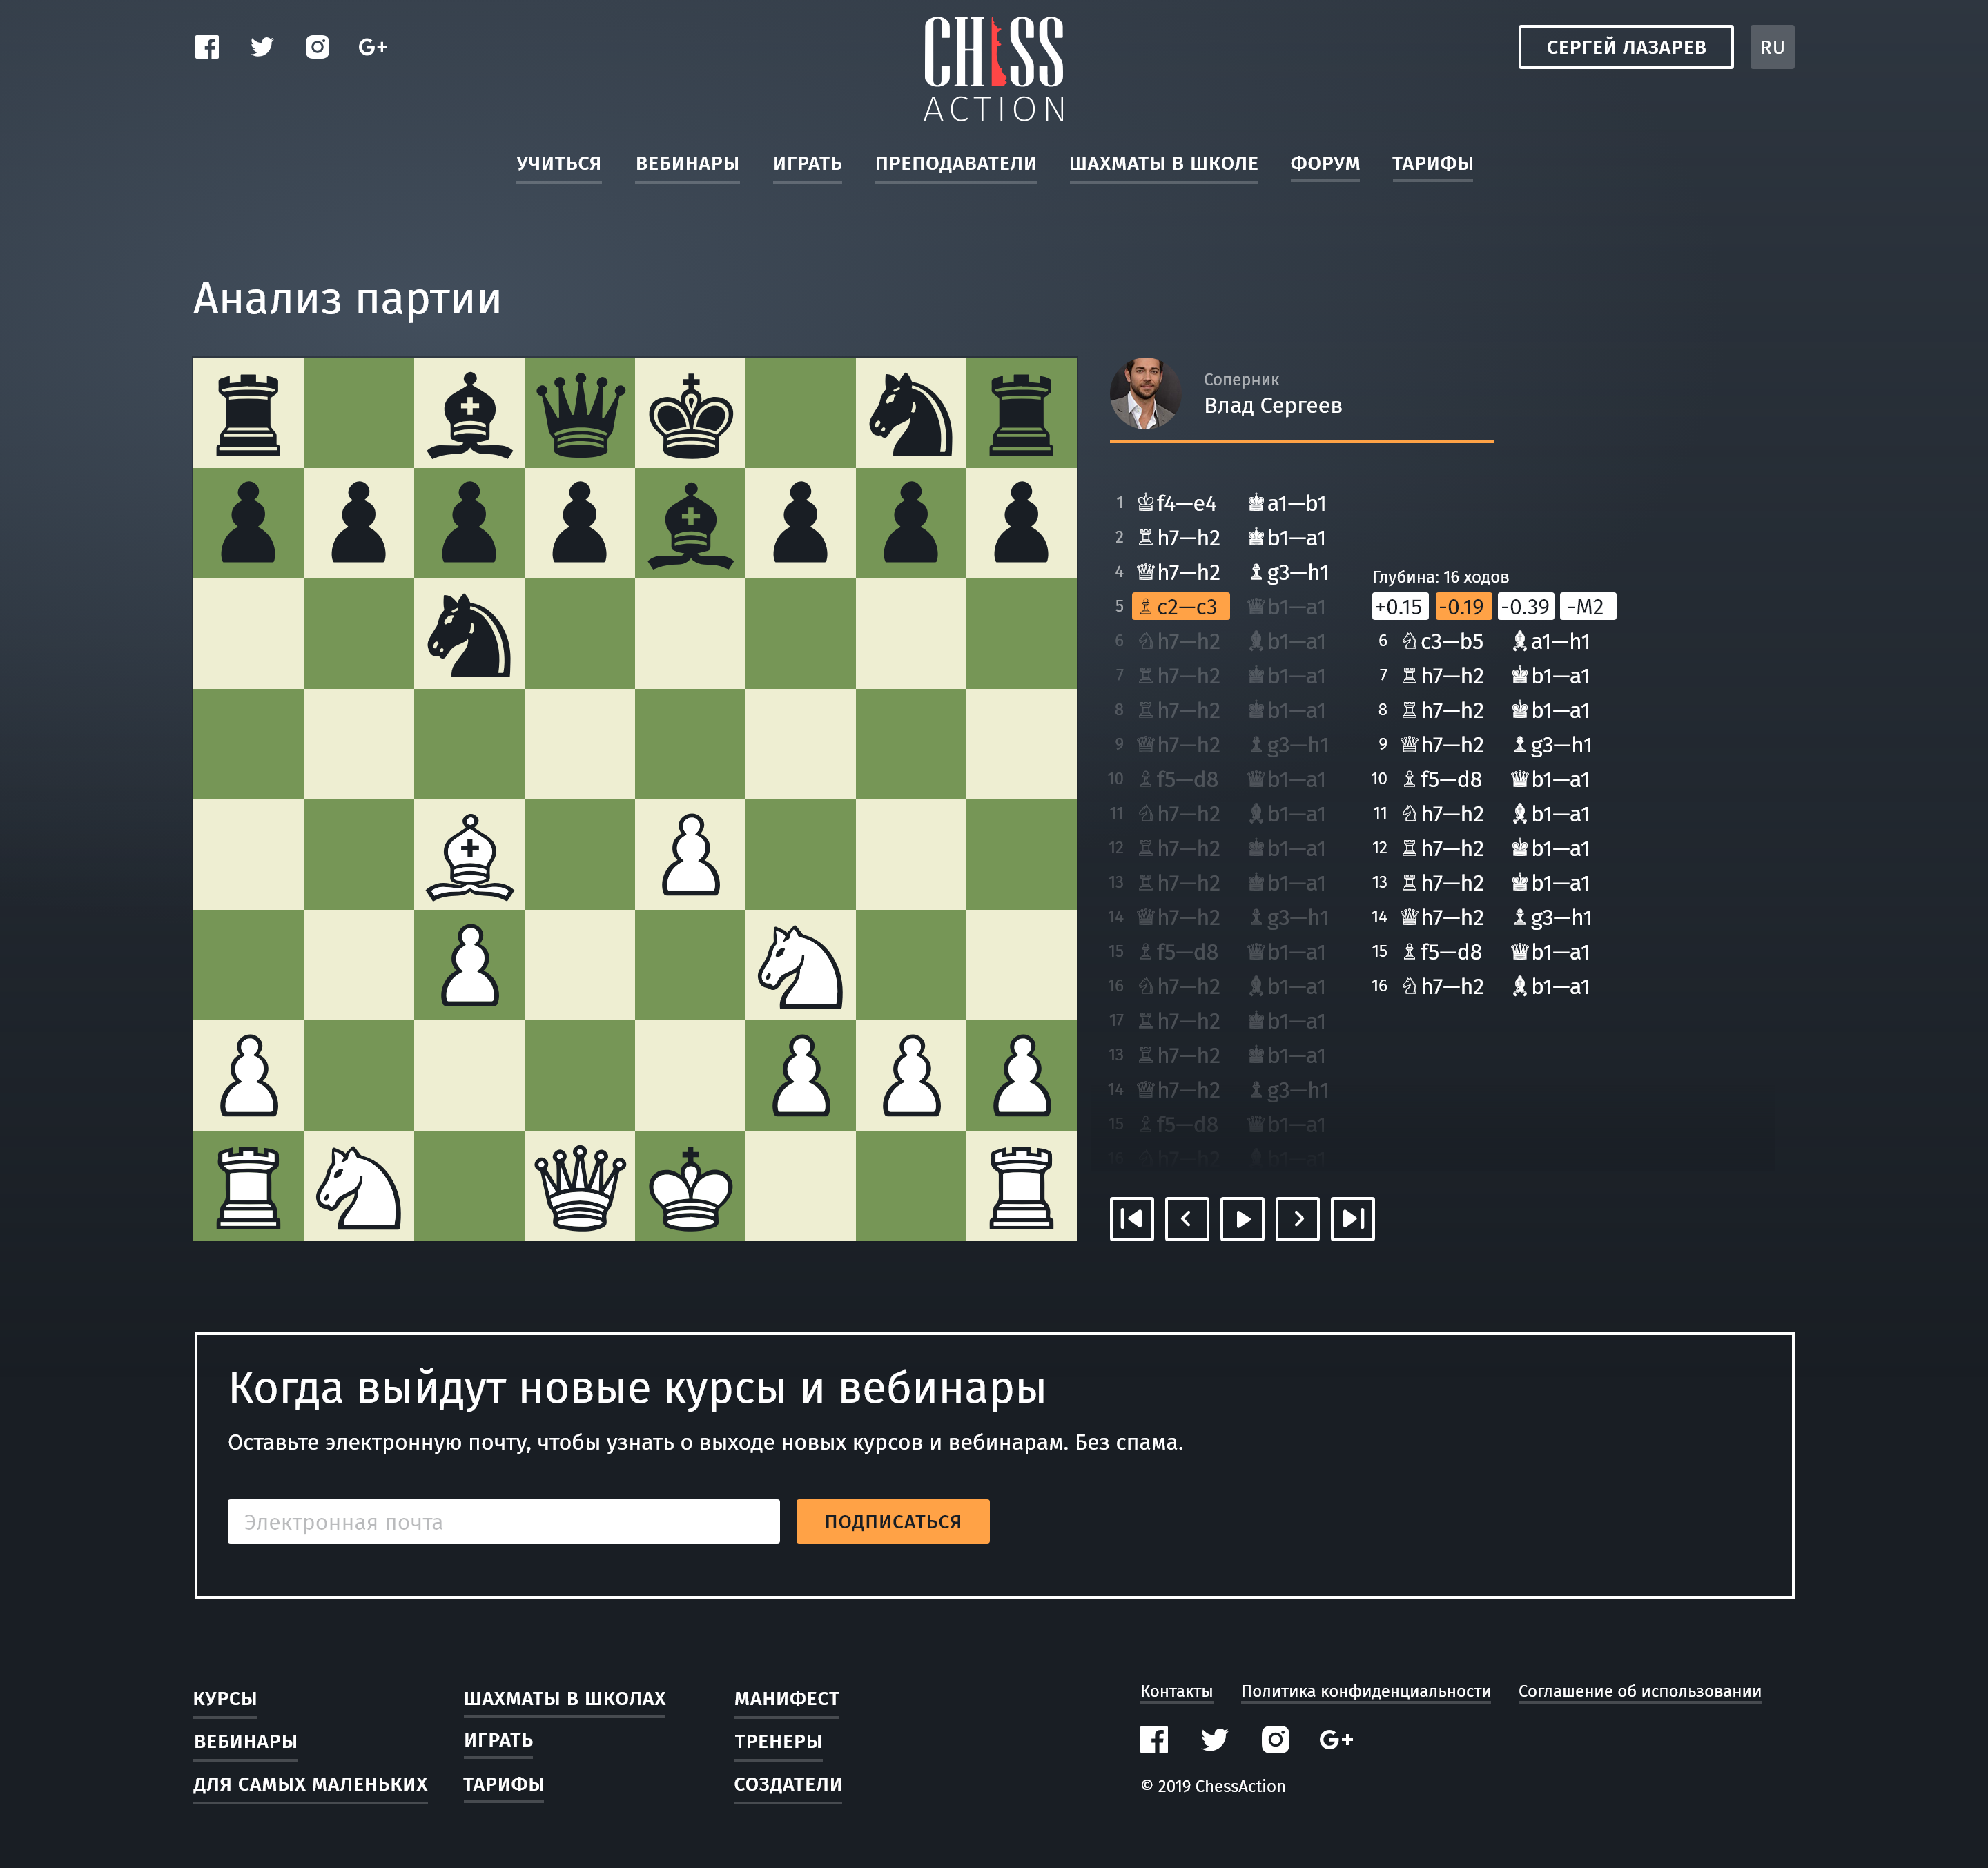 CHESS
ACTION
СЕРГЕЙ ЛАЗАРЕВ
RU
УЧИТЬСЯ ВЕБИНАРЫ ИГРАТЬ ПРЕПОДАВАТЕЛИ ШАХМАТЫ В ШКОЛЕ ФОРУМ ТАРИФЫ
Анализ партии
Соперник
Влад Сергеев
1 ♔f4—e4 ♚a1—b1
2 ♖h7—h2 ♚b1—a1
4 ♕h7—h2 ♝g3—h1
5 ♗c2—c3 ♛b1—a1
6 ♘h7—h2 ♝b1—a1
7 ♖h7—h2 ♚b1—a1
8 ♖h7—h2 ♚b1—a1
9 ♕h7—h2 ♝g3—h1
10 ♗f5—d8 ♛b1—a1
11 ♘h7—h2 ♝b1—a1
12 ♖h7—h2 ♚b1—a1
13 ♖h7—h2 ♚b1—a1
14 ♕h7—h2 ♝g3—h1
15 ♗f5—d8 ♛b1—a1
16 ♘h7—h2 ♝b1—a1
17 ♖h7—h2 ♚b1—a1
13 ♖h7—h2 ♚b1—a1
14 ♕h7—h2 ♝g3—h1
15 ♗f5—d8 ♛b1—a1
16 ♘h7—h2 ♝b1—a1
Глубина: 16 ходов
+0.15 -0.19 -0.39 -M2
6 ♘c3—b5 ♝a1—h1
7 ♖h7—h2 ♚b1—a1
8 ♖h7—h2 ♚b1—a1
9 ♕h7—h2 ♝g3—h1
10 ♗f5—d8 ♛b1—a1
11 ♘h7—h2 ♝b1—a1
12 ♖h7—h2 ♚b1—a1
13 ♖h7—h2 ♚b1—a1
14 ♕h7—h2 ♝g3—h1
15 ♗f5—d8 ♛b1—a1
16 ♘h7—h2 ♝b1—a1
Когда выйдут новые курсы и вебинары
Оставьте электронную почту, чтобы узнать о выходе новых курсов и вебинарам. Без спама.
Электронная почта
ПОДПИСАТЬСЯ
КУРСЫ
ВЕБИНАРЫ
ДЛЯ САМЫХ МАЛЕНЬКИХ
ШАХМАТЫ В ШКОЛАХ
ИГРАТЬ
ТАРИФЫ
МАНИФЕСТ
ТРЕНЕРЫ
СОЗДАТЕЛИ
Контакты Политика конфиденциальности Соглашение об использовании
© 2019 ChessAction